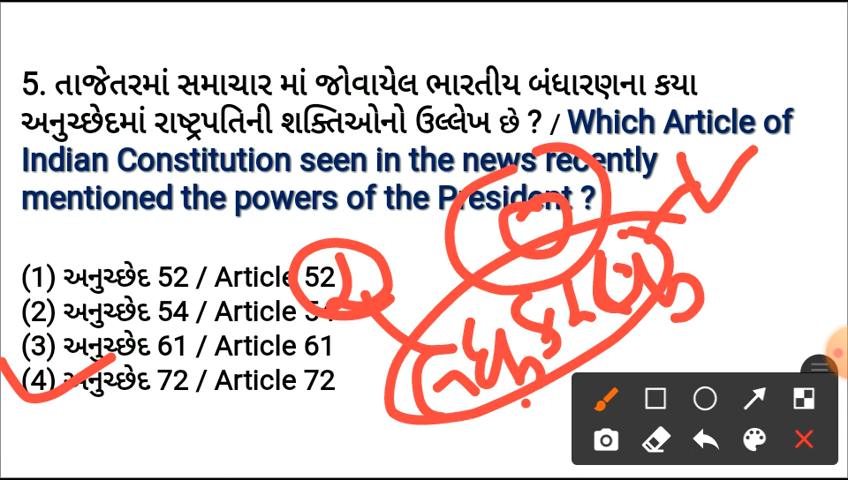 5. તાજેતરમાં સમાચાર માં જોવાયેલ ભારતીય બંધારણના કયા
અનુચ્છેદમાં રાષ્ટ્રપતિની શક્તિઓનો ઉલ્લેખ છે ? / Which Article of
Indian Constitution seen in the news recently
mentioned the powers of the President ?
(1) અનુચ્છેદ 52 / Article 52
(2) અનુચ્છેદ 54 / Article 54
(3) અનુચ્છેદ 61 / Article 61
(4) અનુચ્છેદ 72 / Article 72